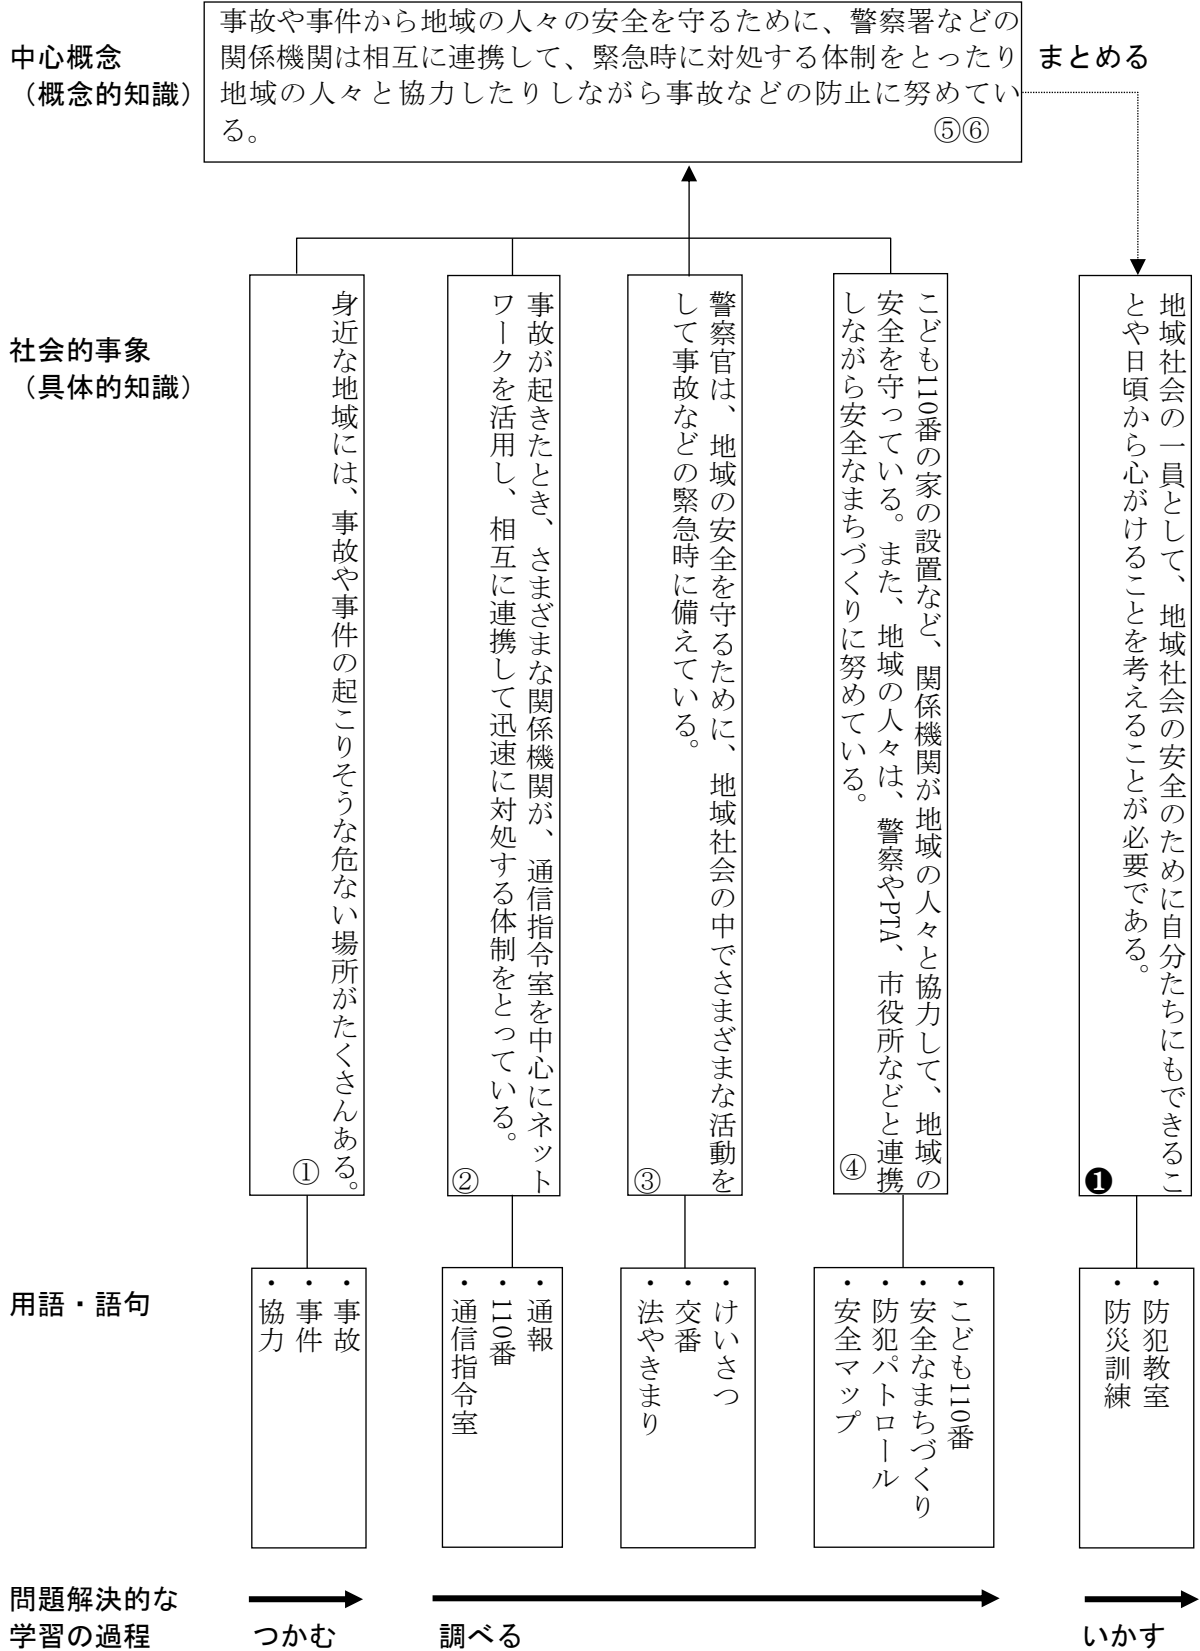 中心概念
（概念的知識）
事故や事件から地域の人々の安全を守るために、警察署などの
関係機関は相互に連携して、緊急時に対処する体制をとったり
地域の人々と協力したりしながら事故などの防止に努めてい
る。 ⑤⑥
まとめる
社会的事象
（具体的知識）
身近な地域には、事故や事件の起こりそうな危ない場所がたくさんある。
①
事故が起きたとき、さまざまな関係機関が、通信指令室を中心にネット
ワークを活用し、相互に連携して迅速に対処する体制をとっている。
②
警察官は、地域の安全を守るために、地域社会の中でさまざまな活動を
して事故などの緊急時に備えている。
③
こども110番の家の設置など、関係機関が地域の人々と協力して、地域の
安全を守っている。また、地域の人々は、警察やPTA、市役所などと連携
しながら安全なまちづくりに努めている。
④
地域社会の一員として、地域社会の安全のために自分たちにもできるこ
とや日頃から心がけることを考えることが必要である。
❶
用語・語句
・事故
・事件
・協力
・通報
・110番
・通信指令室
・けいさつ
・交番
・法やきまり
・こども110番
・安全なまちづくり
・防犯パトロール
・安全マップ
・防犯教室
・防災訓練
問題解決的な
学習の過程
つかむ
調べる
いかす